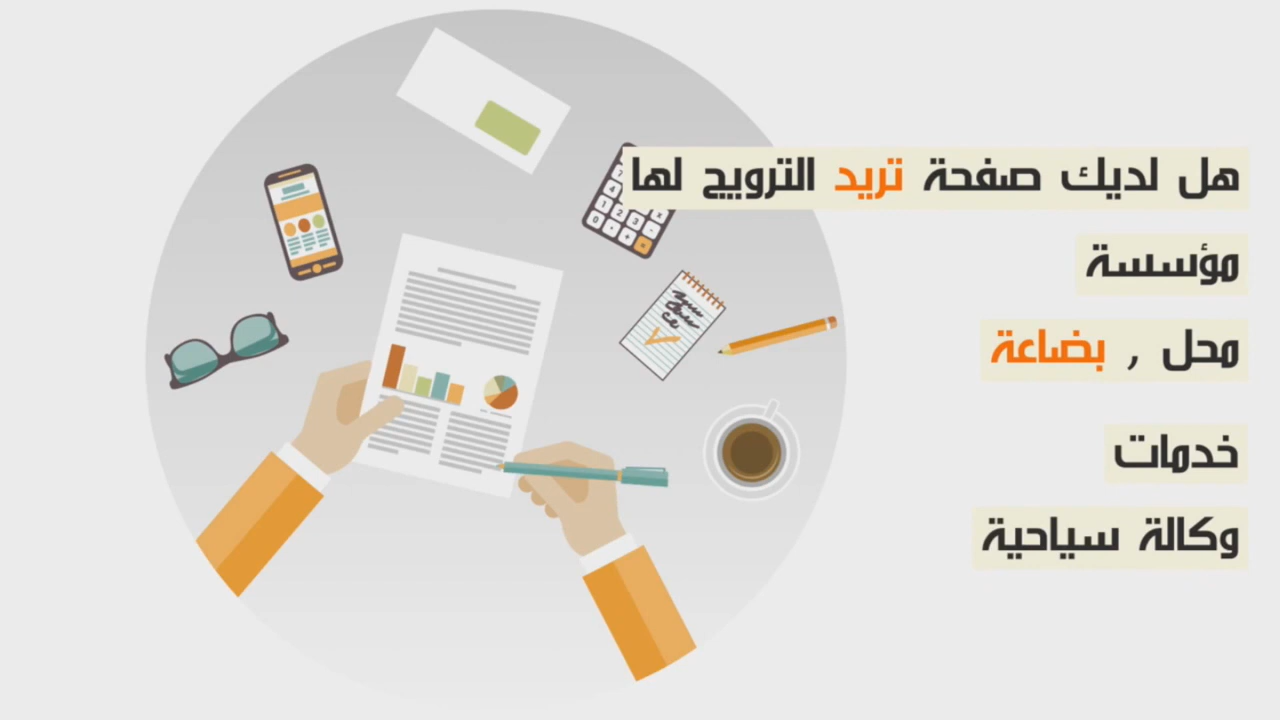 هل لديك صفحة تريد الترويج لها
مؤسسة
محل , بضاعة
خدمات
وكالة سياحية